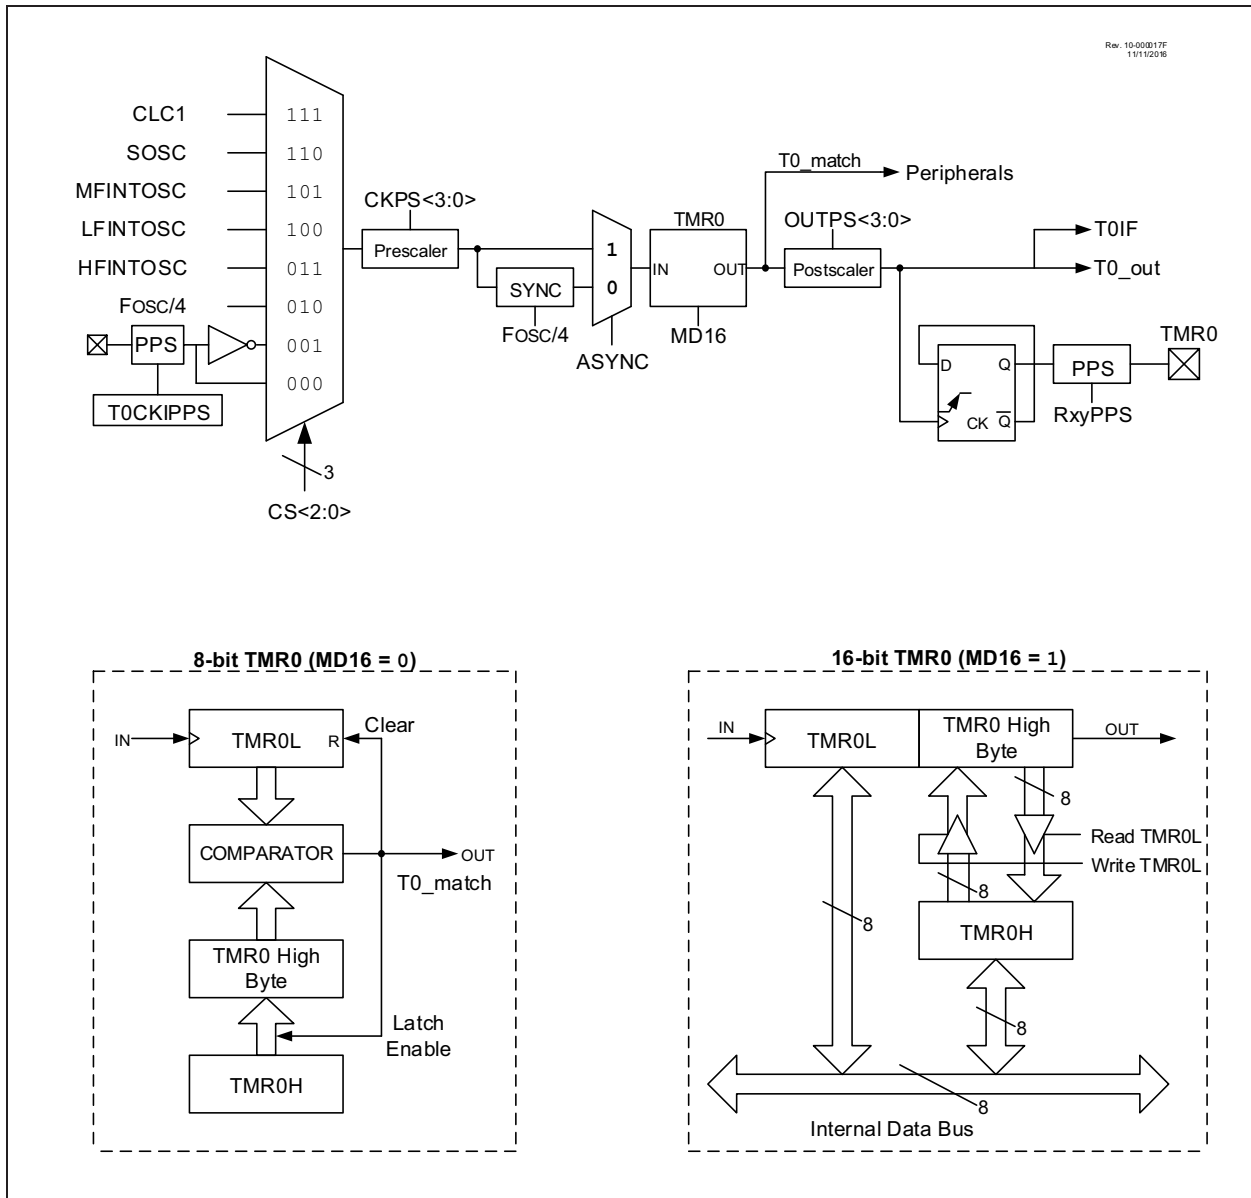 Rev. 10-000017F
11/11/2016
CLC1
111
SOSC
110
MFINTOSC
101
LFINTOSC
100
HFINTOSC
011
FOSC/4
010
PPS
001
000
T0CKIPPS
3
CS<2:0>
CKPS<3:0>
Prescaler
SYNC
FOSC/4
1
0
ASYNC
TMR0
IN
OUT
MD16
T0_match
Peripherals
OUTPS<3:0>
Postscaler
T0IF
T0_out
D
Q
CK
Q
PPS
RxyPPS
TMR0
8-bit TMR0 (MD16 = 0)
IN
TMR0L
R
Clear
COMPARATOR
OUT
T0_match
TMR0 High
Byte
Latch
Enable
TMR0H
16-bit TMR0 (MD16 = 1)
IN
TMR0L
TMR0 High
Byte
OUT
8
Read TMR0L
Write TMR0L
8
8
TMR0H
8
8
Internal Data Bus